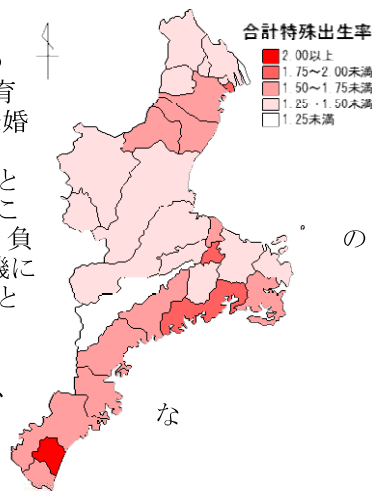 合計特殊出生率
2.00以上
1.75～2.00未満
1.50～1.75未満
1.25～1.50未満
1.25未満
育
婚
と
こ
負
の
機に
と
、
な